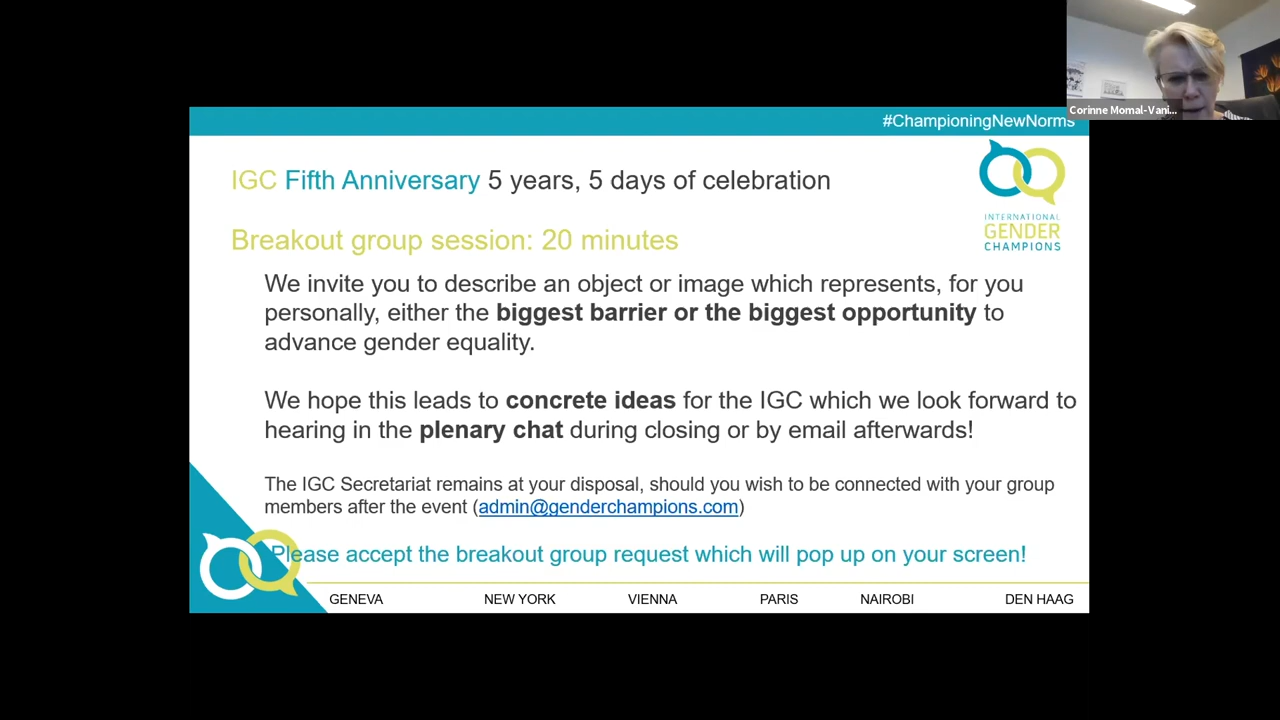 Corinne Momal-Vani...
#ChampioningNewNorms
IGC Fifth Anniversary 5 years, 5 days of celebration
INTERNATIONAL
GENDER
CHAMPIONS
Breakout group session: 20 minutes
We invite you to describe an object or image which represents, for you
personally, either the biggest barrier or the biggest opportunity to
advance gender equality.
We hope this leads to concrete ideas for the IGC which we look forward to
hearing in the plenary chat during closing or by email afterwards!
The IGC Secretariat remains at your disposal, should you wish to be connected with your group
members after the event (admin@genderchampions.com)
Please accept the breakout group request which will pop up on your screen!
GENEVA NEW YORK VIENNA PARIS NAIROBI DEN HAAG